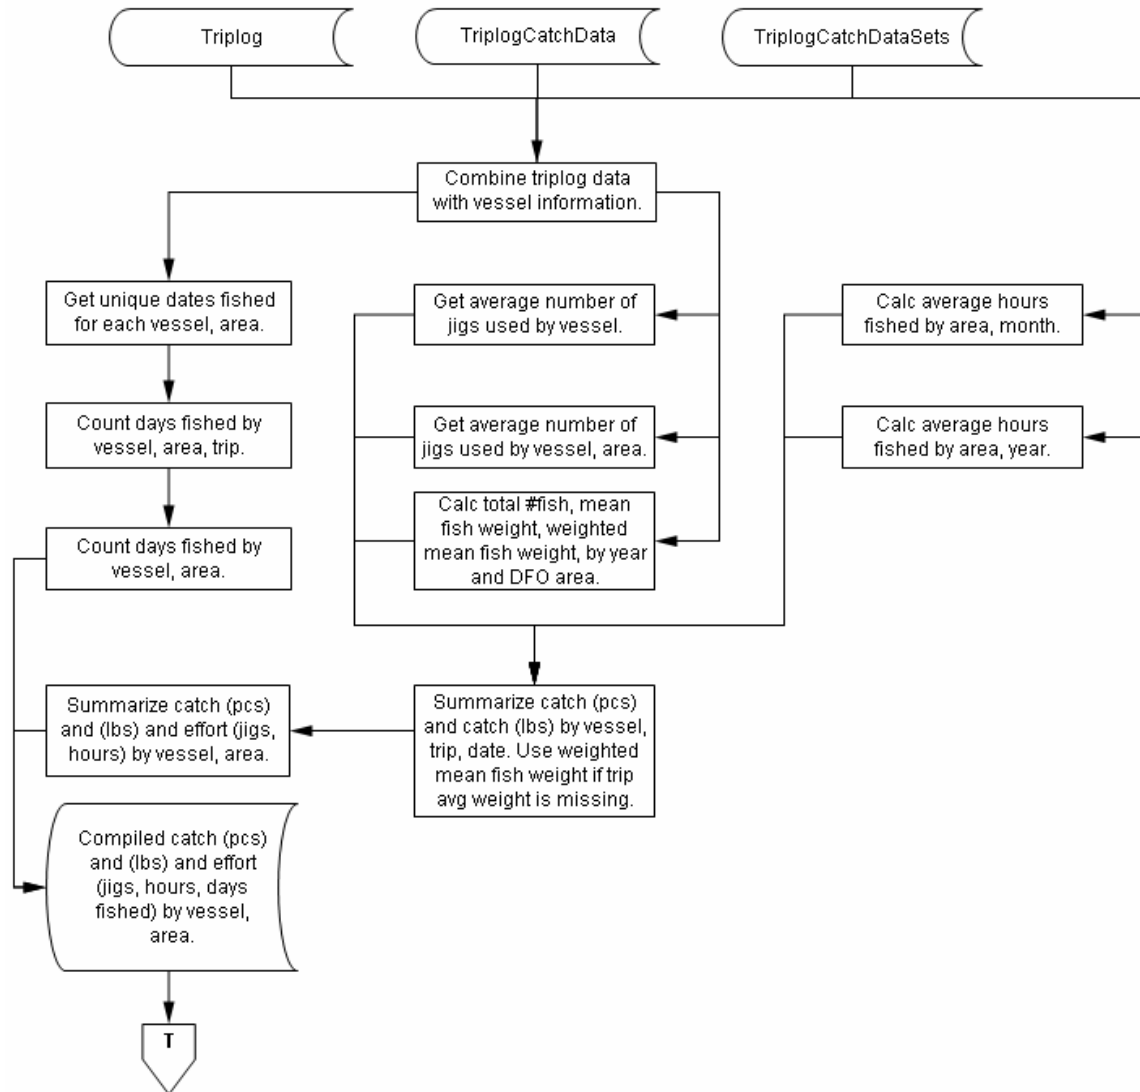 Triplog
TriplogCatchData
TriplogCatchDataSets
Combine triplog data
with vessel information.
Get unique dates fished
for each vessel, area.
Get average number of
jigs used by vessel.
Calc average hours
fished by area, month.
Count days fished by
vessel, area, trip.
Get average number of
jigs used by vessel, area.
Calc average hours
fished by area, year.
Count days fished by
vessel, area.
Calc total #fish, mean
fish weight, weighted
mean fish weight, by year
and DFO area.
Summarize catch (pcs)
and (lbs) and effort (jigs,
hours) by vessel, area.
Summarize catch (pcs)
and catch (lbs) by vessel,
trip, date. Use weighted
mean fish weight if trip
avg weight is missing.
Compiled catch (pcs)
and (lbs) and effort
(jigs, hours, days
fished) by vessel,
area.
T